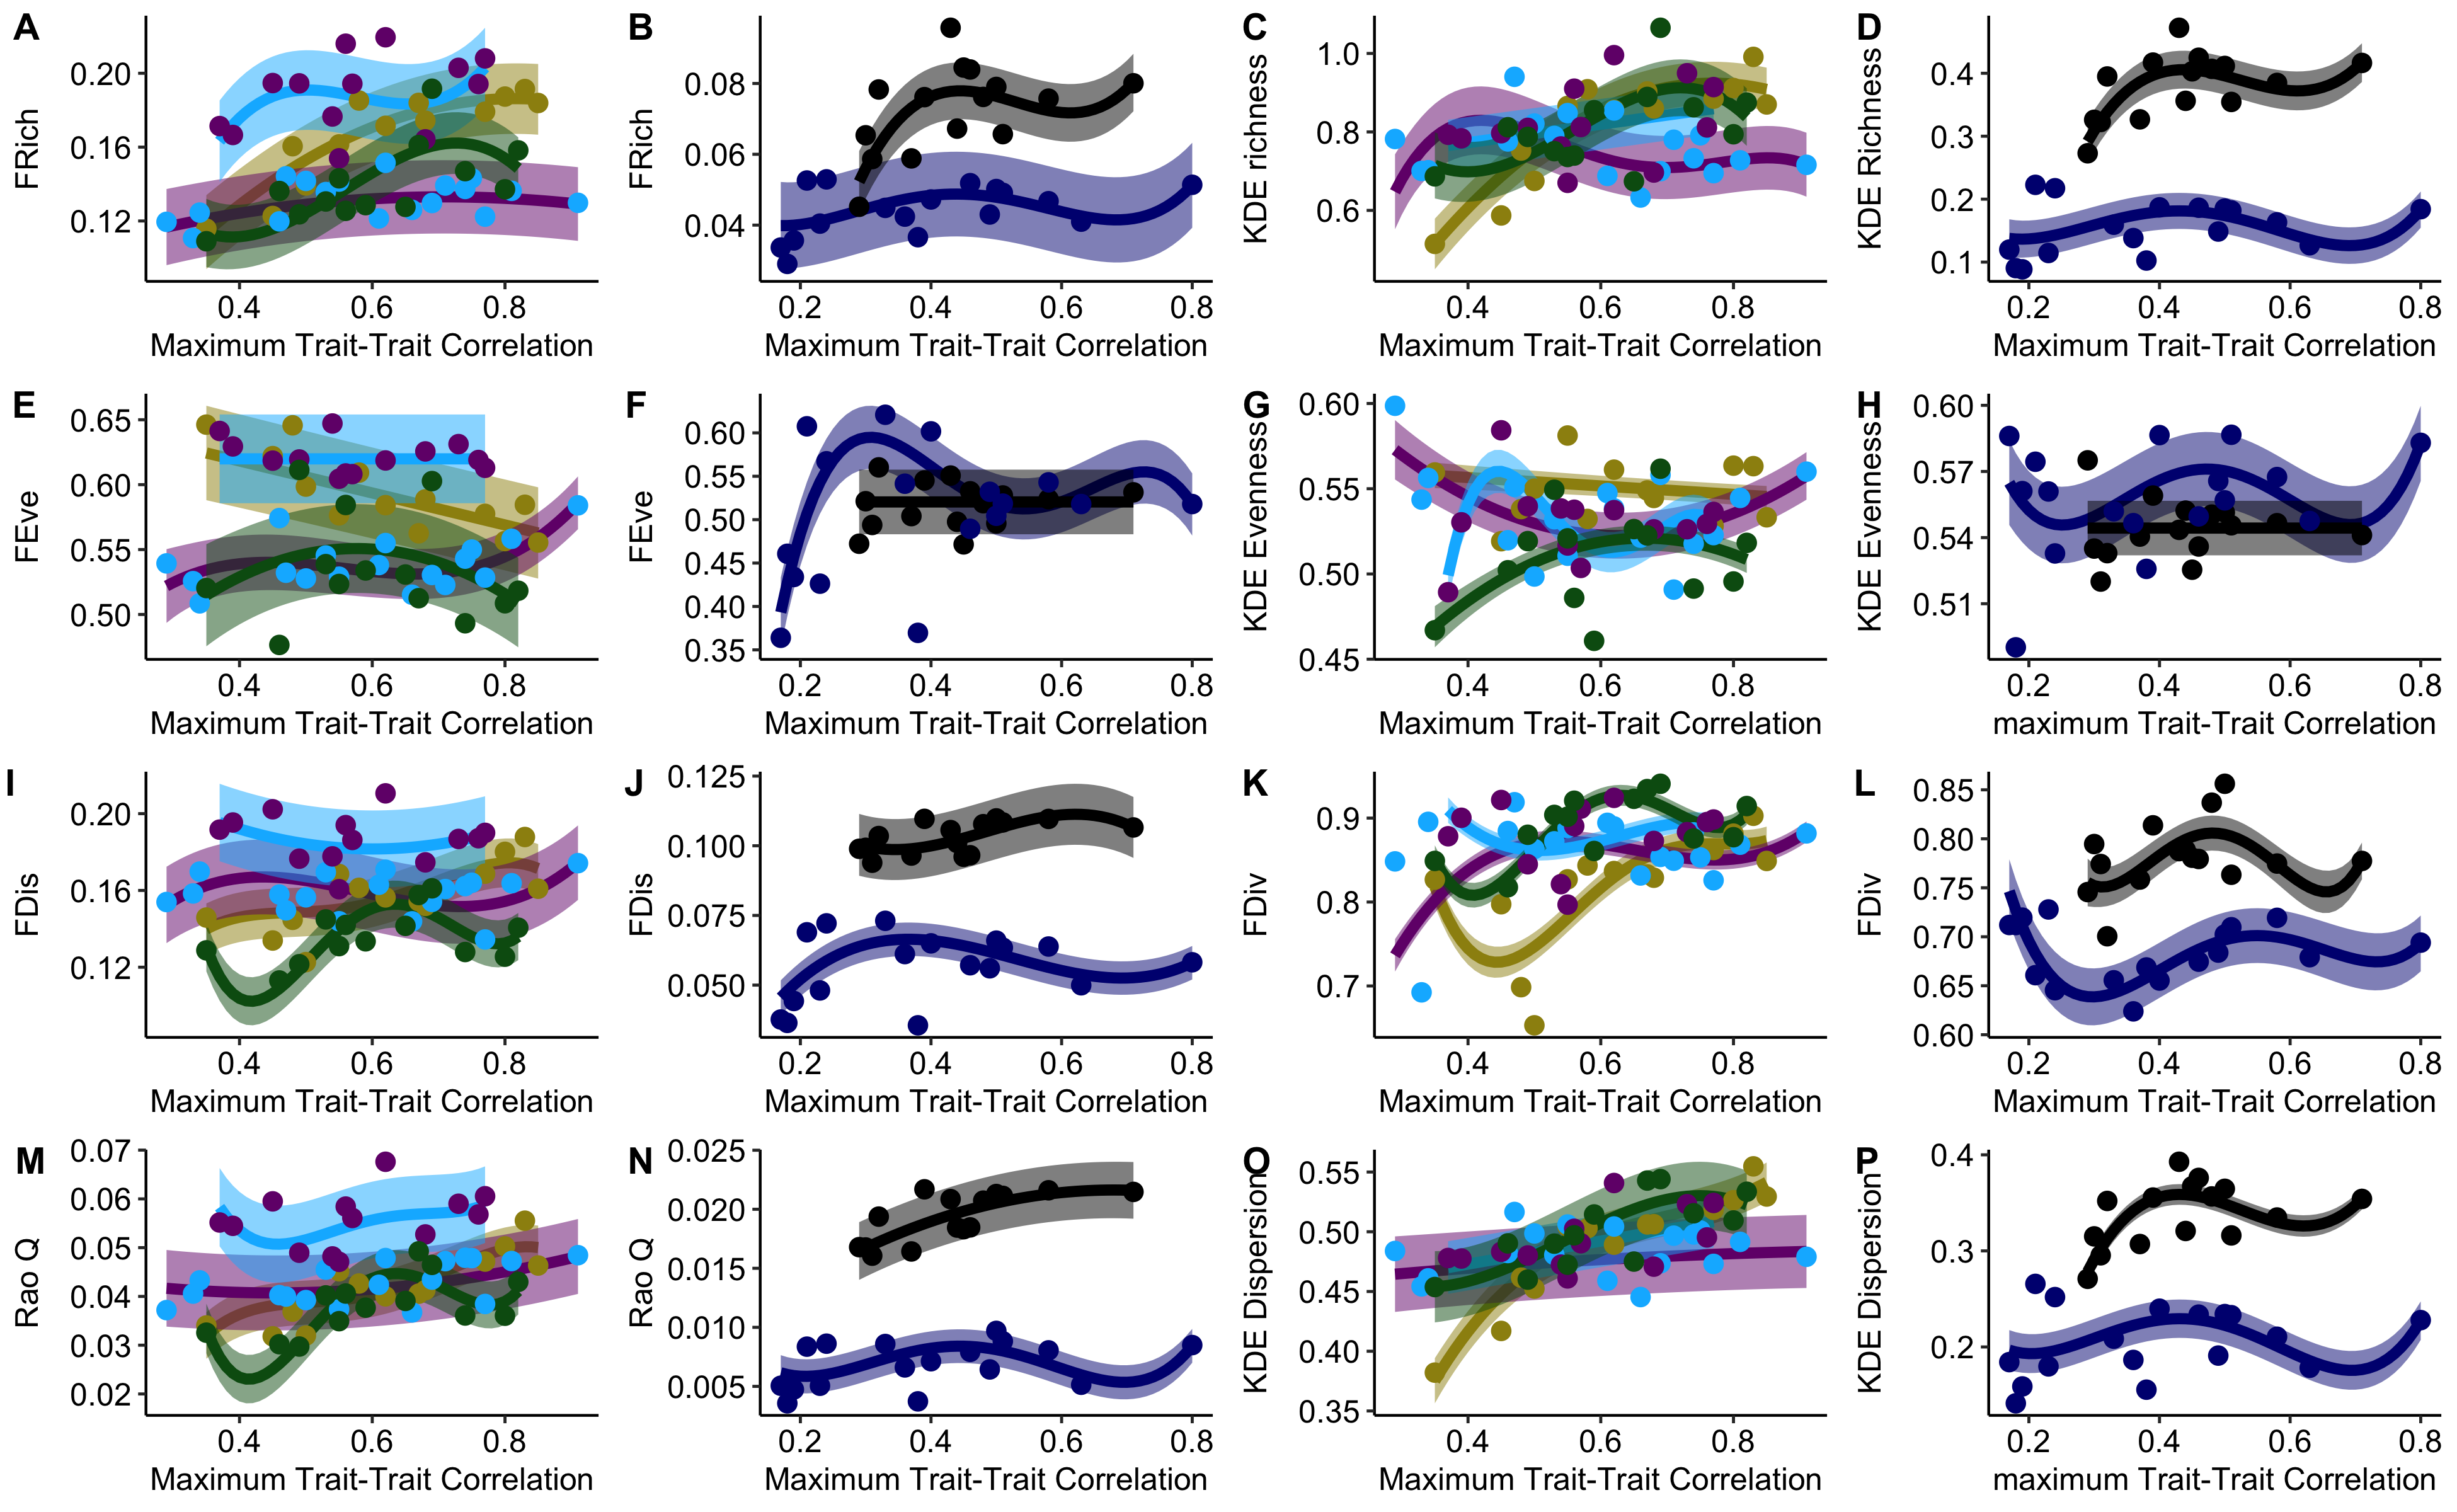 A
FRich
0.20
0.16
0.12
0.4 0.6 0.8
Maximum Trait-Trait Correlation
B
FRich
0.08
0.06
0.04
0.2 0.4 0.6 0.8
Maximum Trait-Trait Correlation
C
KDE richness
1.0
0.8
0.6
0.4 0.6 0.8
Maximum Trait-Trait Correlation
D
KDE Richness
0.4
0.3
0.2
0.1
0.2 0.4 0.6 0.8
Maximum Trait-Trait Correlation
E
FEve
0.65
0.60
0.55
0.50
0.4 0.6 0.8
Maximum Trait-Trait Correlation
F
FEve
0.60
0.55
0.50
0.45
0.40
0.35
0.2 0.4 0.6 0.8
Maximum Trait-Trait Correlation
G
KDE Evenness
0.60
0.55
0.50
0.45
0.4 0.6 0.8
Maximum Trait-Trait Correlation
H
KDE Evenness
0.60
0.57
0.54
0.51
0.2 0.4 0.6 0.8
maximum Trait-Trait Correlation
I
FDis
0.20
0.16
0.12
0.4 0.6 0.8
Maximum Trait-Trait Correlation
J
FDis
0.125
0.100
0.075
0.050
0.2 0.4 0.6 0.8
Maximum Trait-Trait Correlation
K
FDiv
0.9
0.8
0.7
0.4 0.6 0.8
Maximum Trait-Trait Correlation
L
FDiv
0.85
0.80
0.75
0.70
0.65
0.60
0.2 0.4 0.6 0.8
Maximum Trait-Trait Correlation
M
Rao Q
0.07
0.06
0.05
0.04
0.03
0.02
0.4 0.6 0.8
Maximum Trait-Trait Correlation
N
Rao Q
0.025
0.020
0.015
0.010
0.005
0.2 0.4 0.6 0.8
Maximum Trait-Trait Correlation
O
KDE Dispersion
0.55
0.50
0.45
0.40
0.35
0.4 0.6 0.8
Maximum Trait-Trait Correlation
P
KDE Dispersion
0.4
0.3
0.2
0.2 0.4 0.6 0.8
maximum Trait-Trait Correlation